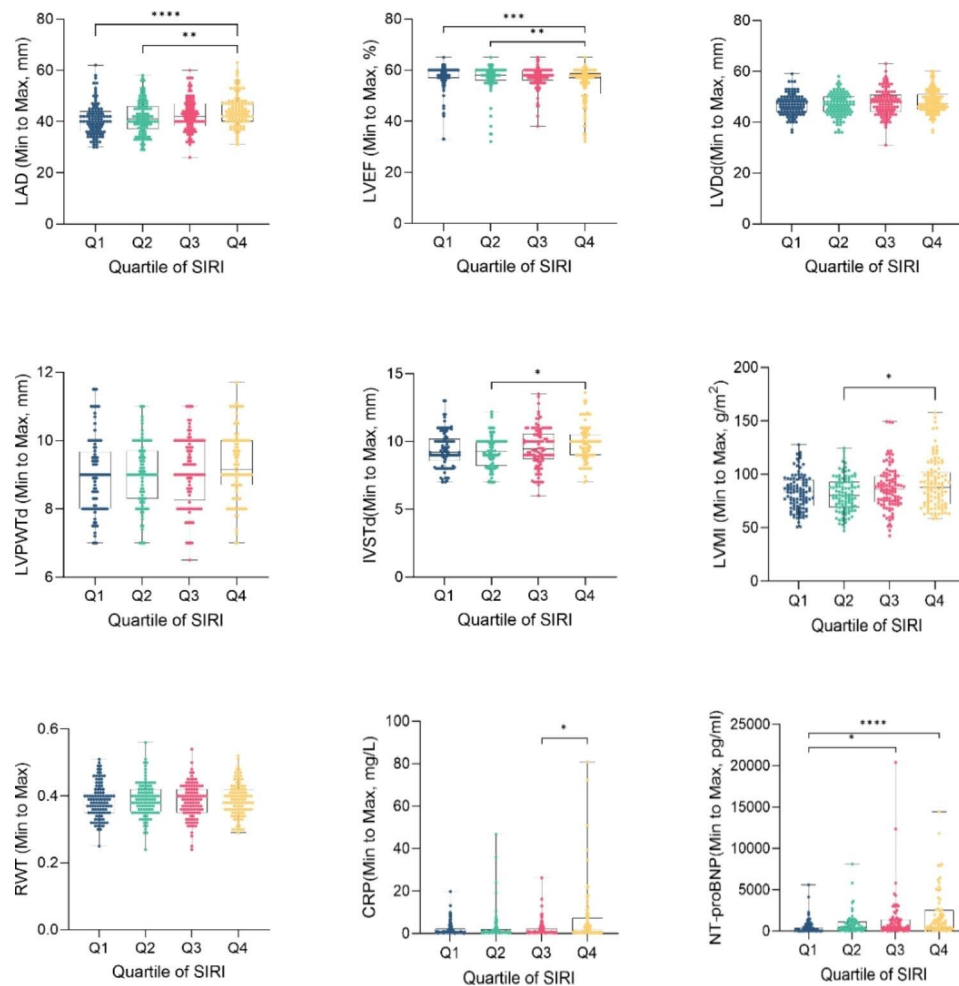 ****
**
80
60
40
20
0
LAD (Min to Max, mm)
Q1 Q2 Q3 Q4
Quartile of SIRI
***
**
80
60
40
20
0
LVEF (Min to Max, %)
Q1 Q2 Q3 Q4
Quartile of SIRI
80
60
40
20
0
LVDd(Min to Max, mm)
Q1 Q2 Q3 Q4
Quartile of SIRI
12
10
8
6
LVPWTd (Min to Max, mm)
Q1 Q2 Q3 Q4
Quartile of SIRI
*
15
10
5
0
IVSTd(Min to Max, mm)
Q1 Q2 Q3 Q4
Quartile of SIRI
*
200
150
100
50
0
LVMI (Min to Max, g/m²)
Q1 Q2 Q3 Q4
Quartile of SIRI
0.6
0.4
0.2
0.0
RWT (Min to Max)
Q1 Q2 Q3 Q4
Quartile of SIRI
*
100
80
60
40
20
0
CRP(Min to Max, mg/L)
Q1 Q2 Q3 Q4
Quartile of SIRI
****
*
25000
20000
15000
10000
5000
0
NT-proBNP(Min to Max, pg/ml)
Q1 Q2 Q3 Q4
Quartile of SIRI